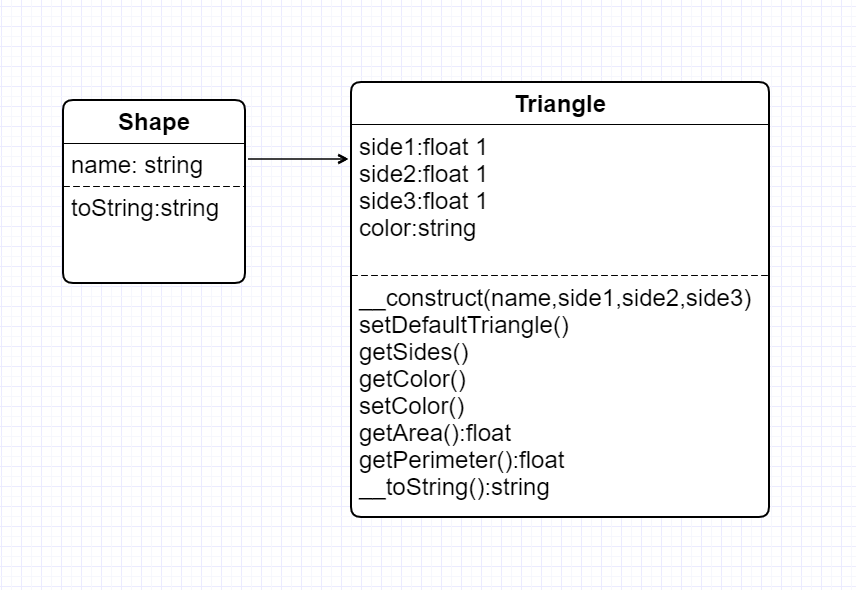 Shape
name: string
toString:string
Triangle
side1:float 1
side2:float 1
side3:float 1
color:string
__construct(name,side1,side2,side3)
setDefaultTriangle()
getSides()
getColor()
setColor()
getArea():float
getPerimeter():float
__toString():string